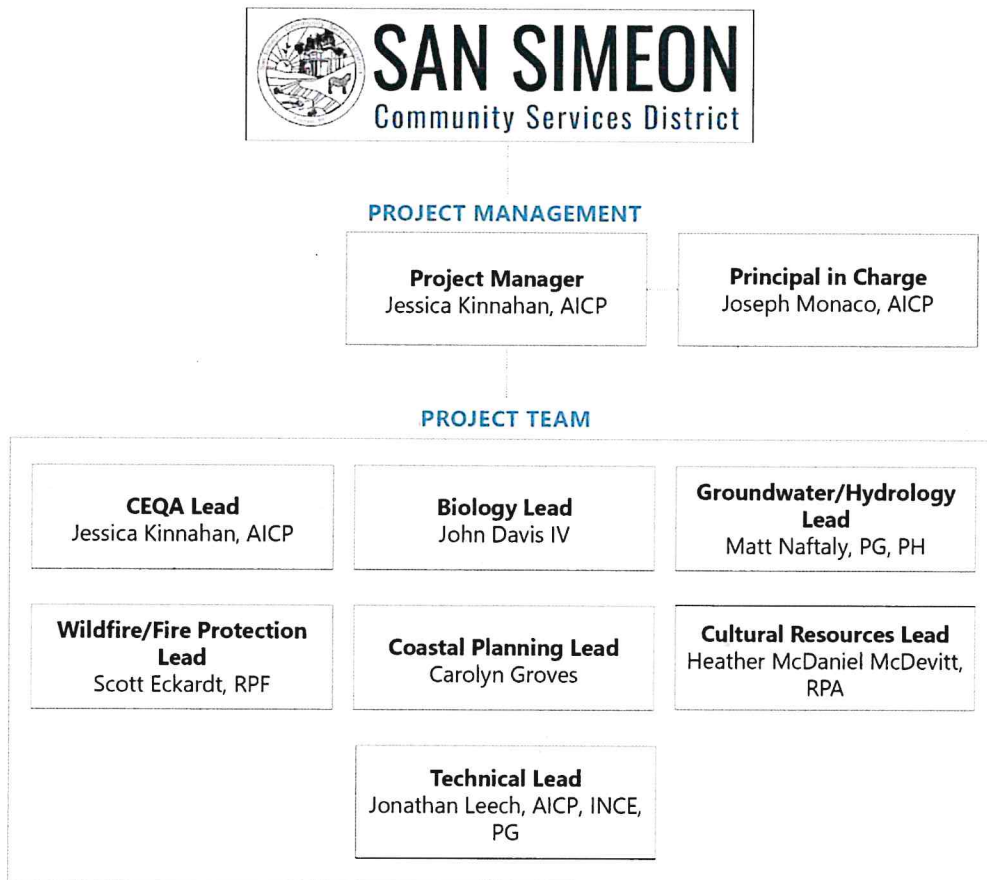 SAN SIMEON
Community Services District
PROJECT MANAGEMENT
Project Manager
Jessica Kinnahan, AICP
Principal in Charge
Joseph Monaco, AICP
PROJECT TEAM
CEQA Lead
Jessica Kinnahan, AICP
Biology Lead
John Davis IV
Groundwater/Hydrology
Lead
Matt Naftaly, PG, PH
Wildfire/Fire Protection
Lead
Scott Eckardt, RPF
Coastal Planning Lead
Carolyn Groves
Cultural Resources Lead
Heather McDaniel McDevitt,
RPA
Technical Lead
Jonathan Leech, AICP, INCE,
PG